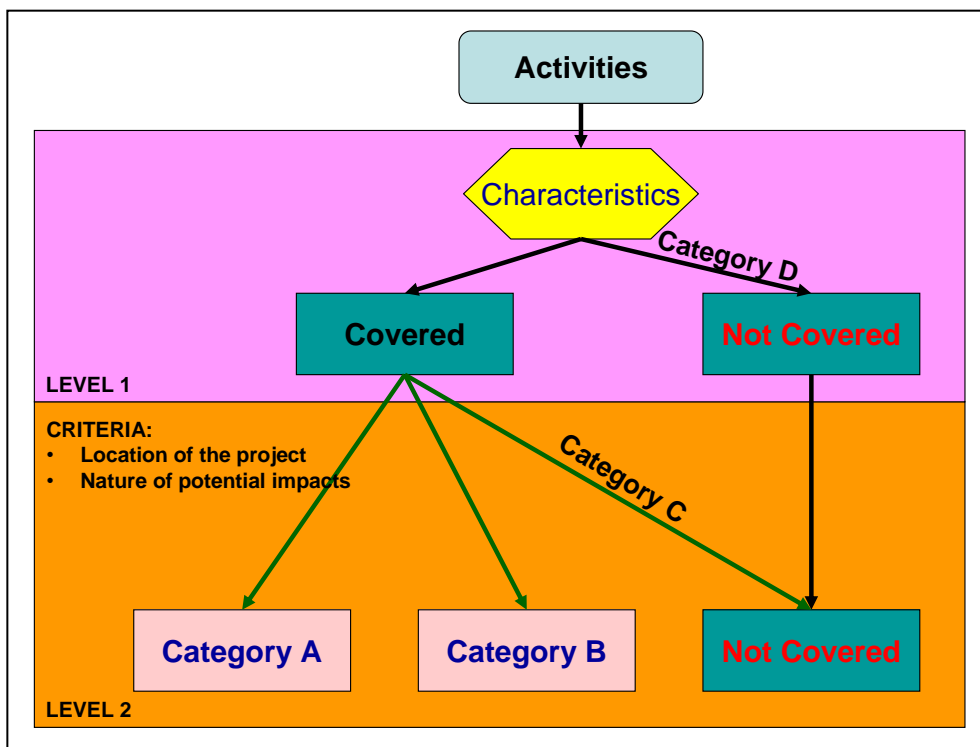 Activities
Characteristics
Category D
Covered
Not Covered
LEVEL 1
CRITERIA:
• Location of the project
• Nature of potential impacts
Category C
Category A
Category B
Not Covered
LEVEL 2